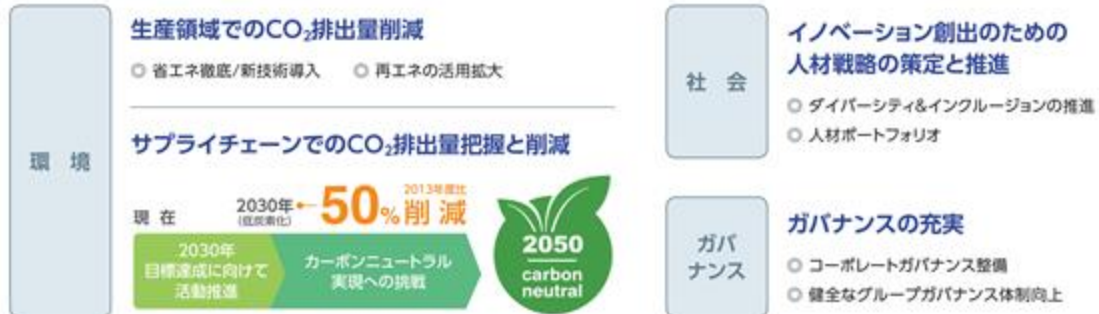 環 境
生産領域でのCO₂排出量削減
◎ 省エネ徹底/新技術導入 ◎ 再エネの活用拡大
サプライチェーンでのCO₂排出量把握と削減
現 在
2030年
(低炭素化)
50%削減
2013年度比
2030年
目標達成に向けて
活動推進
カーボンニュートラル
実現への挑戦
2050
carbon
neutral
社 会
イノベーション創出のための
人材戦略の策定と推進
◎ ダイバーシティ&インクルージョンの推進
◎ 人材ポートフォリオ
ガバ
ナンス
ガバナンスの充実
◎ コーポレートガバナンス整備
◎ 健全なグループガバナンス体制向上